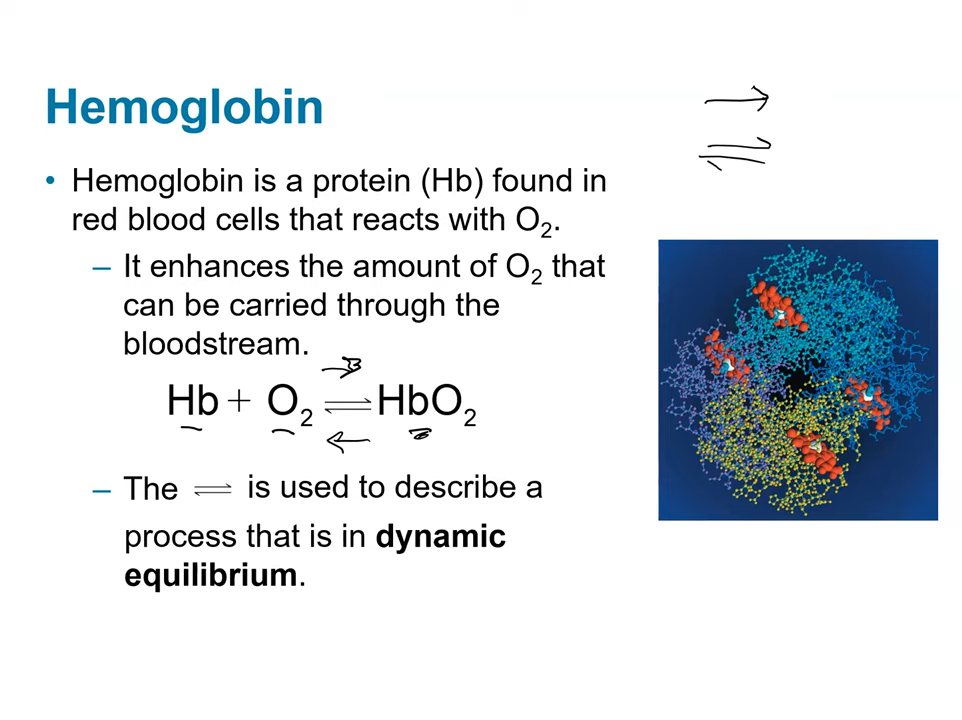 Hemoglobin
• Hemoglobin is a protein (Hb) found in
red blood cells that reacts with O₂.
– It enhances the amount of O₂ that
can be carried through the
bloodstream.
Hb + O₂ ⇌ HbO₂
– The ⇌ is used to describe a
process that is in dynamic
equilibrium.